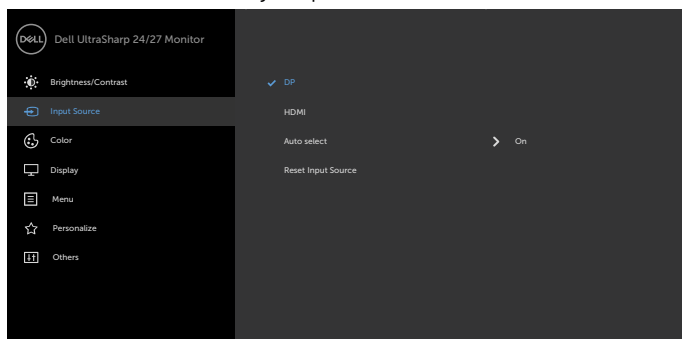 DELL
Dell UltraSharp 24/27 Monitor
Brightness/Contrast
Input Source
Color
Display
Menu
Personalize
Others
DP
HDMI
Auto select
On
Reset Input Source